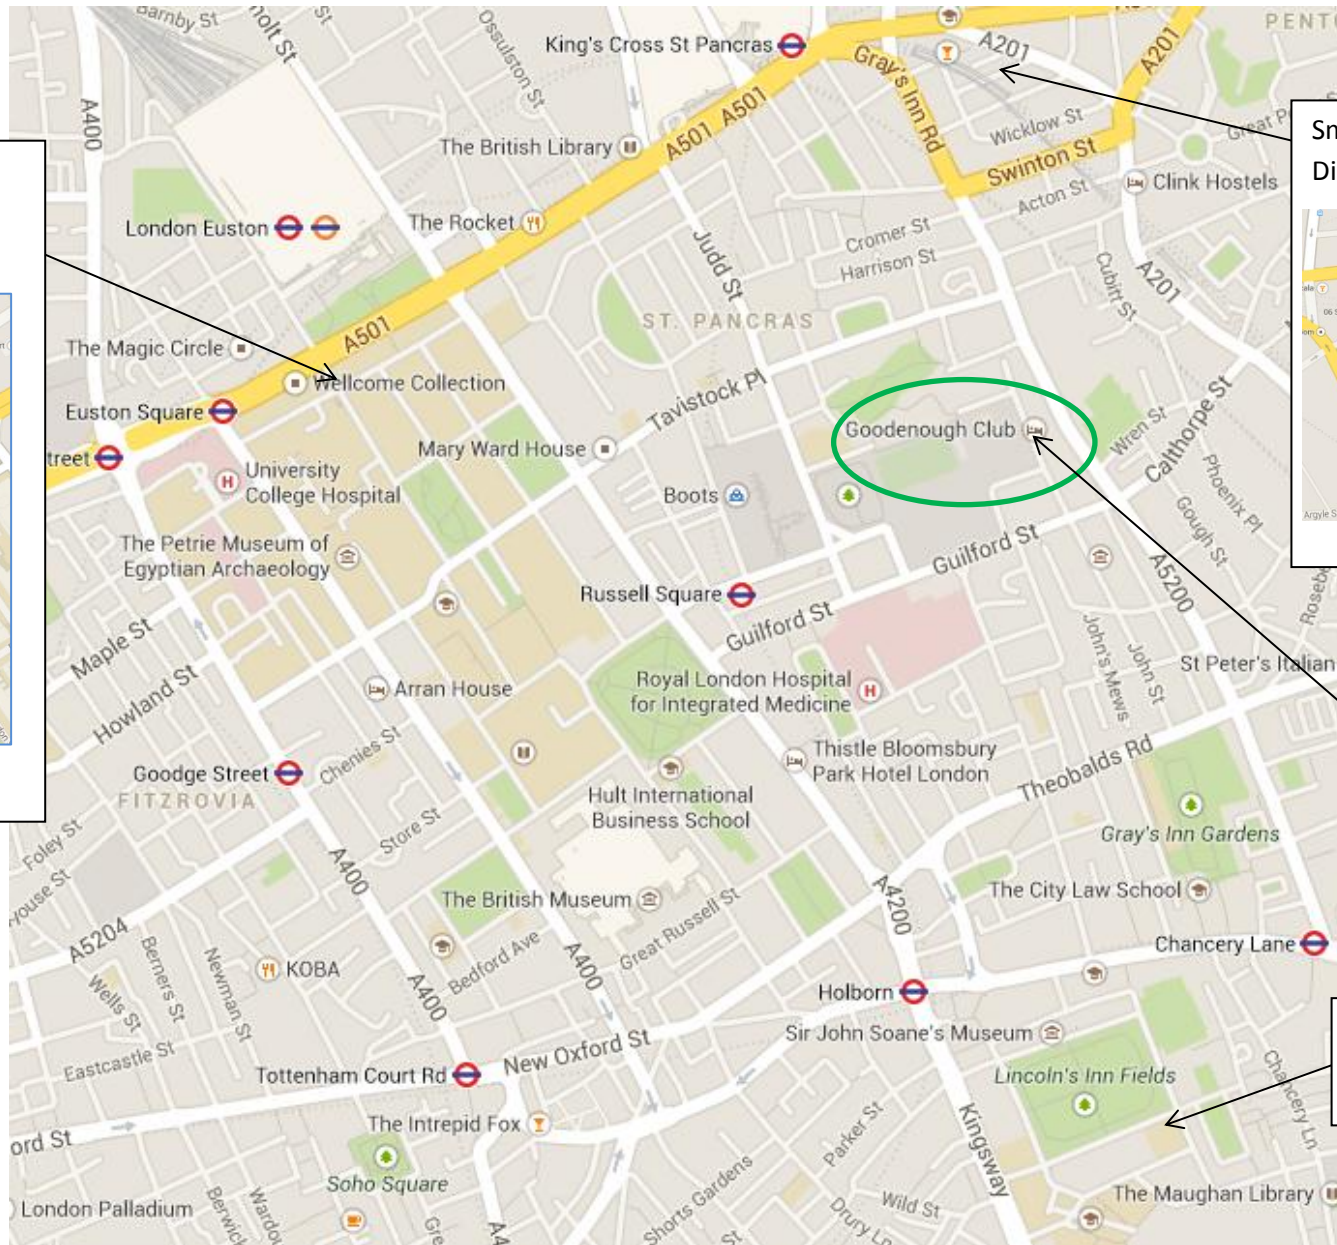 Barnby St
Ossulston St
St
King's Cross St Pancras
A201
A201
Gray's Inn Rd
A400
A501
A501
Wicklow St
The British Library
Swinton St
Clink Hostels
Acton St
London Euston
The Rocket
Judd St
Cromer St
Harrison St
Cubitt St
A201
ST. PANCRAS
A501
The Magic Circle
Wellcome Collection
Euston Square
Tavistock Pl
Goodenough Club
Wren St
Calthorpe St
Mary Ward House
University
College Hospital
Boots
Phoenix Pl
Gough St
The Petrie Museum of
Egyptian Archaeology
Guilford St
A5200
Russell Square
Guilford St
Maple St
John's Mews
John St
Howland St
Arran House
Royal London Hospital
for Integrated Medicine
St Peter's Italian
Thistle Bloomsbury
Park Hotel London
Theobalds Rd
Goodge Street
Chenies St
FITZROVIA
Hult International
Business School
Foley St
Store St
Gray's Inn Gardens
A400
The British Museum
A4200
The City Law School
A5204
Great Russell St
Chancery Lane
Berners St
Newman St
KOBA
Bedford Ave
A400
A400
Wells St
Holborn
Sir John Soane's Museum
New Oxford St
Eastcastle St
Tottenham Court Rd
Lincoln's Inn Fields
Chancery Ln
The Intrepid Fox
Parker St
Kingsway
Soho Square
London Palladium
Shorts Gardens
Wild St
Drury Ln
The Maughan Library
Argyle S